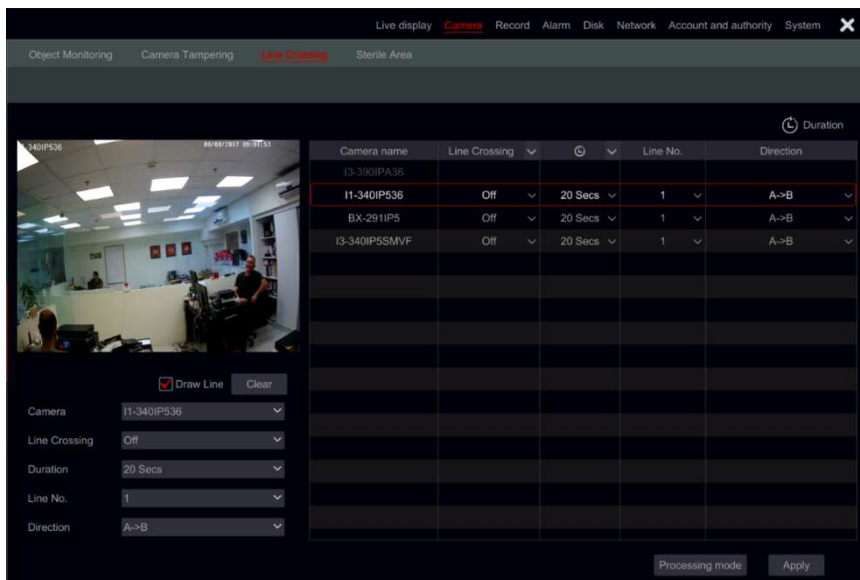 Live display Camera Record Alarm Disk Network Account and authority System
Object Monitoring Camera Tampering Line Crossing Sterile Area
Duration
340IP536 09:01:53
Camera name Line Crossing Line No. Direction
I3-390IPA36
I1-340IP536 Off 20 Secs 1 A->B
BX-291IP5 Off 20 Secs 1 A->B
I3-340IP5SMVF Off 20 Secs 1 A->B
Draw Line Clear
Camera I1-340IP536
Line Crossing Off
Duration 20 Secs
Line No. 1
Direction A->B
Processing mode Apply